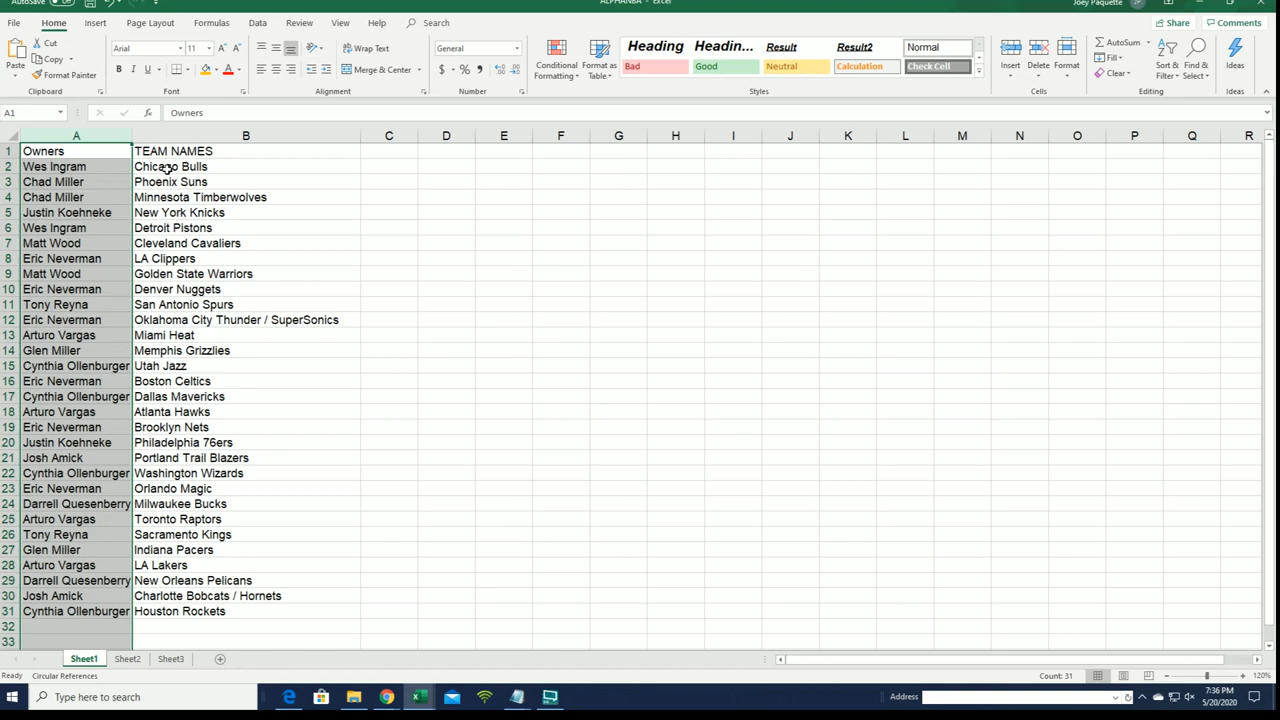 AutoSave Off ALPHANBA - Excel Joey Paquette JP
File Home Insert Page Layout Formulas Data Review View Help Search Share Comments
Paste Cut Copy Format Painter Clipboard
Arial 11 A A B I U A Font
Wrap Text Merge & Center Alignment
General $ % , Number
Conditional Formatting Format as Table
Heading Headin... Result Result2 Normal
Bad Good Neutral Calculation Check Cell
Styles
Insert Delete Format Cells
AutoSum Fill Clear Sort & Filter Find & Select Editing
Ideas Ideas
A1 fx Owners
A B C D E F G H I J K L M N O P Q R
1 Owners TEAM NAMES
2 Wes Ingram Chicago Bulls
3 Chad Miller Phoenix Suns
4 Chad Miller Minnesota Timberwolves
5 Justin Koehneke New York Knicks
6 Wes Ingram Detroit Pistons
7 Matt Wood Cleveland Cavaliers
8 Eric Neverman LA Clippers
9 Matt Wood Golden State Warriors
10 Eric Neverman Denver Nuggets
11 Tony Reyna San Antonio Spurs
12 Eric Neverman Oklahoma City Thunder / SuperSonics
13 Arturo Vargas Miami Heat
14 Glen Miller Memphis Grizzlies
15 Cynthia Ollenburger Utah Jazz
16 Eric Neverman Boston Celtics
17 Cynthia Ollenburger Dallas Mavericks
18 Arturo Vargas Atlanta Hawks
19 Eric Neverman Brooklyn Nets
20 Justin Koehneke Philadelphia 76ers
21 Josh Amick Portland Trail Blazers
22 Cynthia Ollenburger Washington Wizards
23 Eric Neverman Orlando Magic
24 Darrell Quesenberry Milwaukee Bucks
25 Arturo Vargas Toronto Raptors
26 Tony Reyna Sacramento Kings
27 Glen Miller Indiana Pacers
28 Arturo Vargas LA Lakers
29 Darrell Quesenberry New Orleans Pelicans
30 Josh Amick Charlotte Bobcats / Hornets
31 Cynthia Ollenburger Houston Rockets
32
33
Sheet1 Sheet2 Sheet3
Ready Circular References Count: 31 120%
Type here to search Address 7:36 PM
5/20/2020